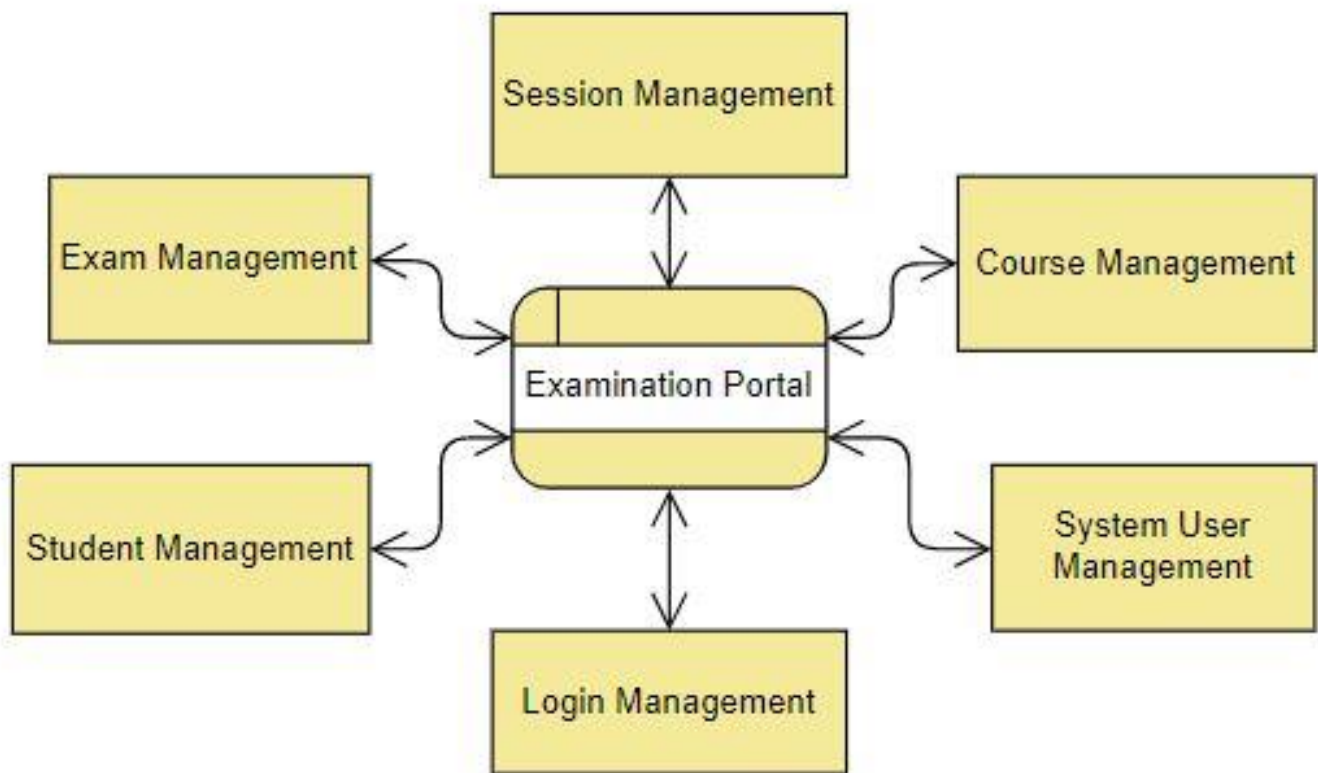 Session Management
Exam Management
Course Management
Examination Portal
Student Management
System User
Management
Login Management